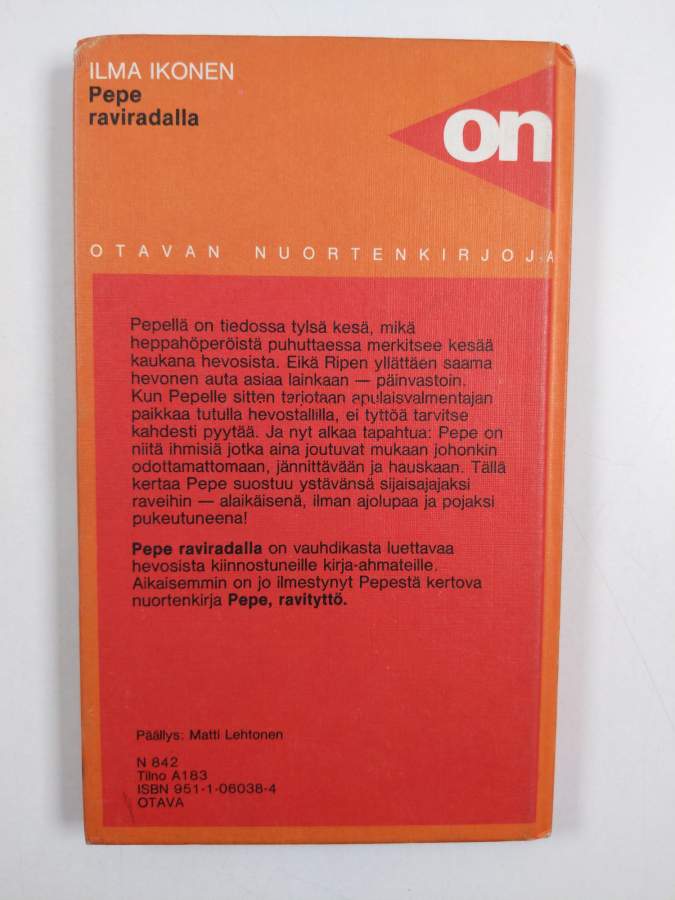 ILMA IKONEN
Pepe
raviradalla
on
OTAVAN NUORTENKIRJOJA
Pepellä on tiedossa tylsä kesä, mikä
heppahöperöistä puhuttaessa merkitsee kesää
kaukana hevosista. Eikä Ripen yllättäen saama
hevonen auta asiaa lainkaan — päinvastoin.
Kun Pepelle sitten tarjotaan apulaisvalmentajan
paikkaa tutulla hevostallilla, ei tyttöä tarvitse
kahdesti pyytää. Ja nyt alkaa tapahtua: Pepe on
niitä ihmisiä jotka aina joutuvat mukaan johonkin
odottamattomaan, jännittävään ja hauskaan. Tällä
kertaa Pepe suostuu ystävänsä sijaisajajaksi
raveihin — alaikäisenä, ilman ajolupaa ja pojaksi
pukeutuneena!
Pepe raviradalla on vauhdikasta luettavaa
hevosista kiinnostuneille kirja-ahmateille.
Aikaisemmin on jo ilmestynyt Pepestä kertova
nuortenkirja Pepe, ravityttö.
Päällys: Matti Lehtonen
N 842
Tilno A183
ISBN 951-1-06038-4
OTAVA